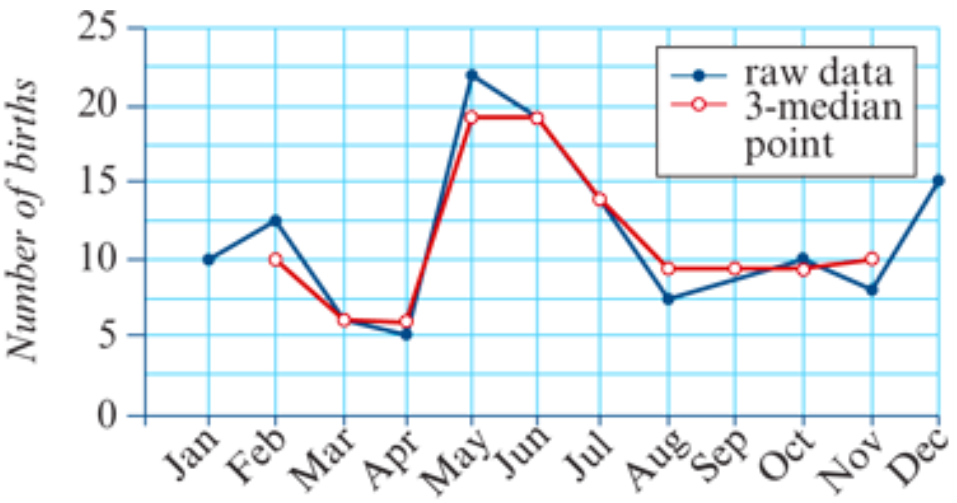 Number of births
25
20
15
10
5
0
raw data
3-median
point
Jan
Feb
Mar
Apr
May
Jun
Jul
Aug
Sep
Oct
Nov
Dec